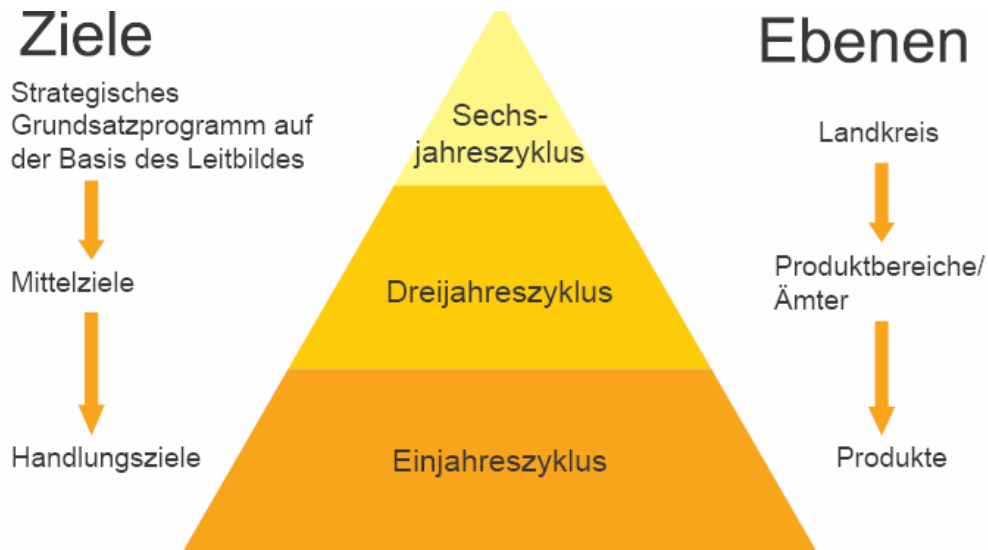 Ziele
Strategisches
Grundsatzprogramm auf
der Basis des Leitbildes
Mittelziele
Handlungsziele
Sechs-
jahreszyklus
Dreijahreszyklus
Einjahreszyklus
Ebenen
Landkreis
Produktbereiche/
Ämter
Produkte